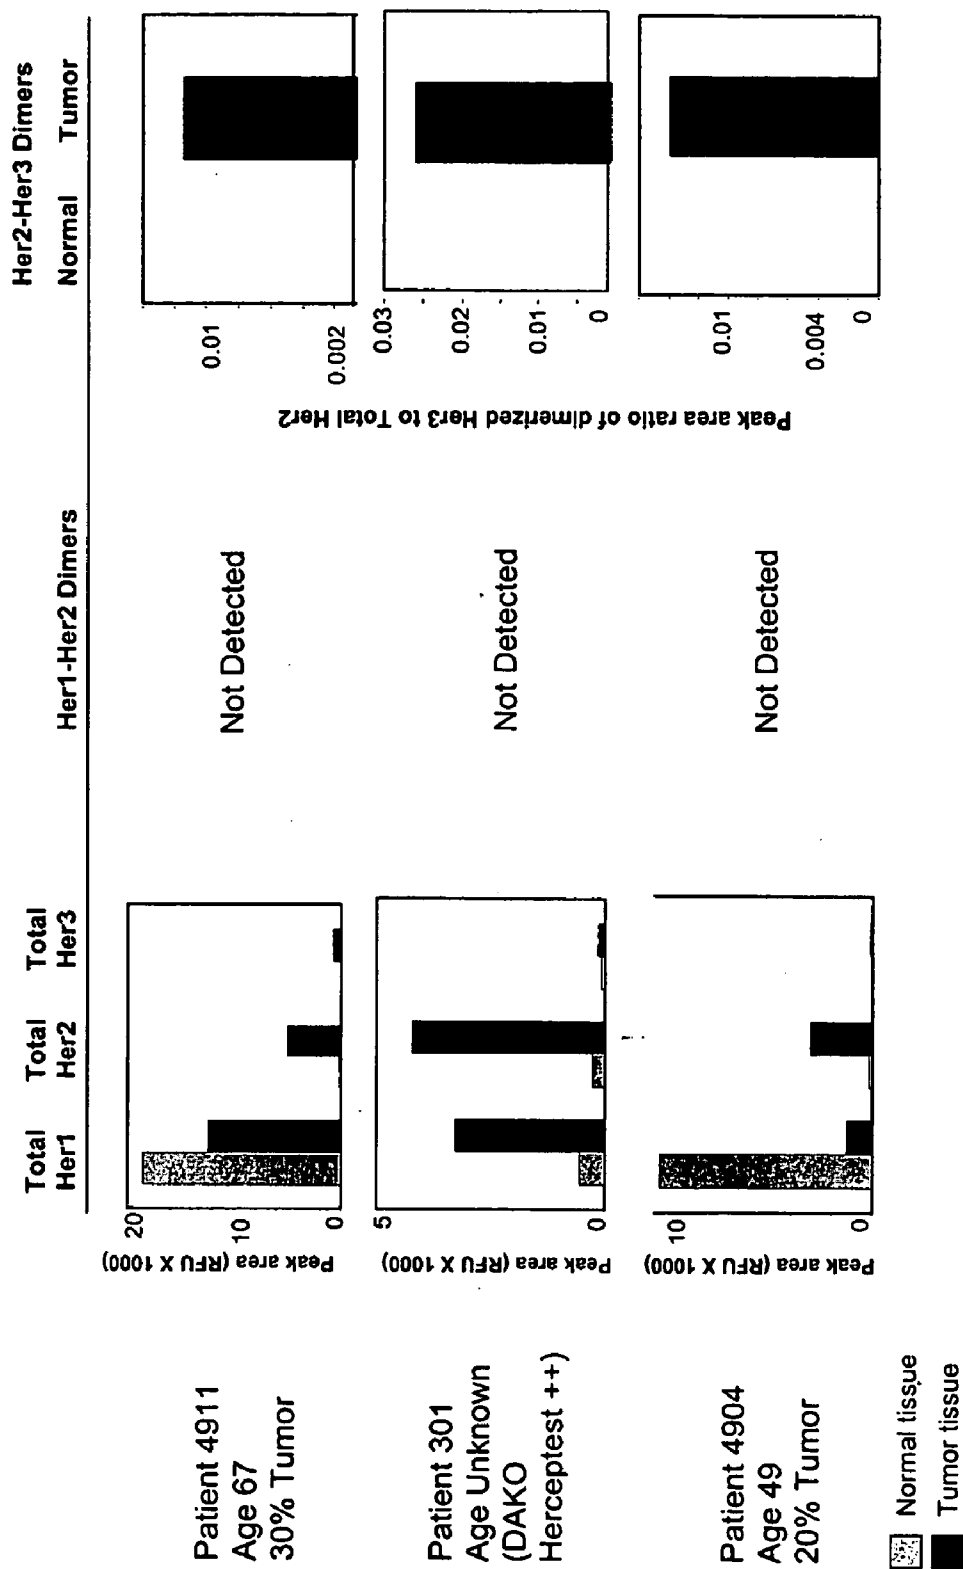 Total Her1
Total Her2
Total Her3
Her1-Her2 Dimers
Her2-Her3 Dimers
Normal Tumor
Patient 4911
Age 67
30% Tumor
Peak area (RFU X 1000)
20
10
0
Not Detected
0.01
0.002
Patient 301
Age Unknown
(DAKO
Herceptest ++)
Peak area (RFU X 1000)
5
0
Not Detected
Peak area ratio of dimerized Her3 to Total Her2
0.03
0.02
0.01
0
Patient 4904
Age 49
20% Tumor
Peak area (RFU X 1000)
10
0
Not Detected
0.01
0.004
0
Normal tissue
Tumor tissue